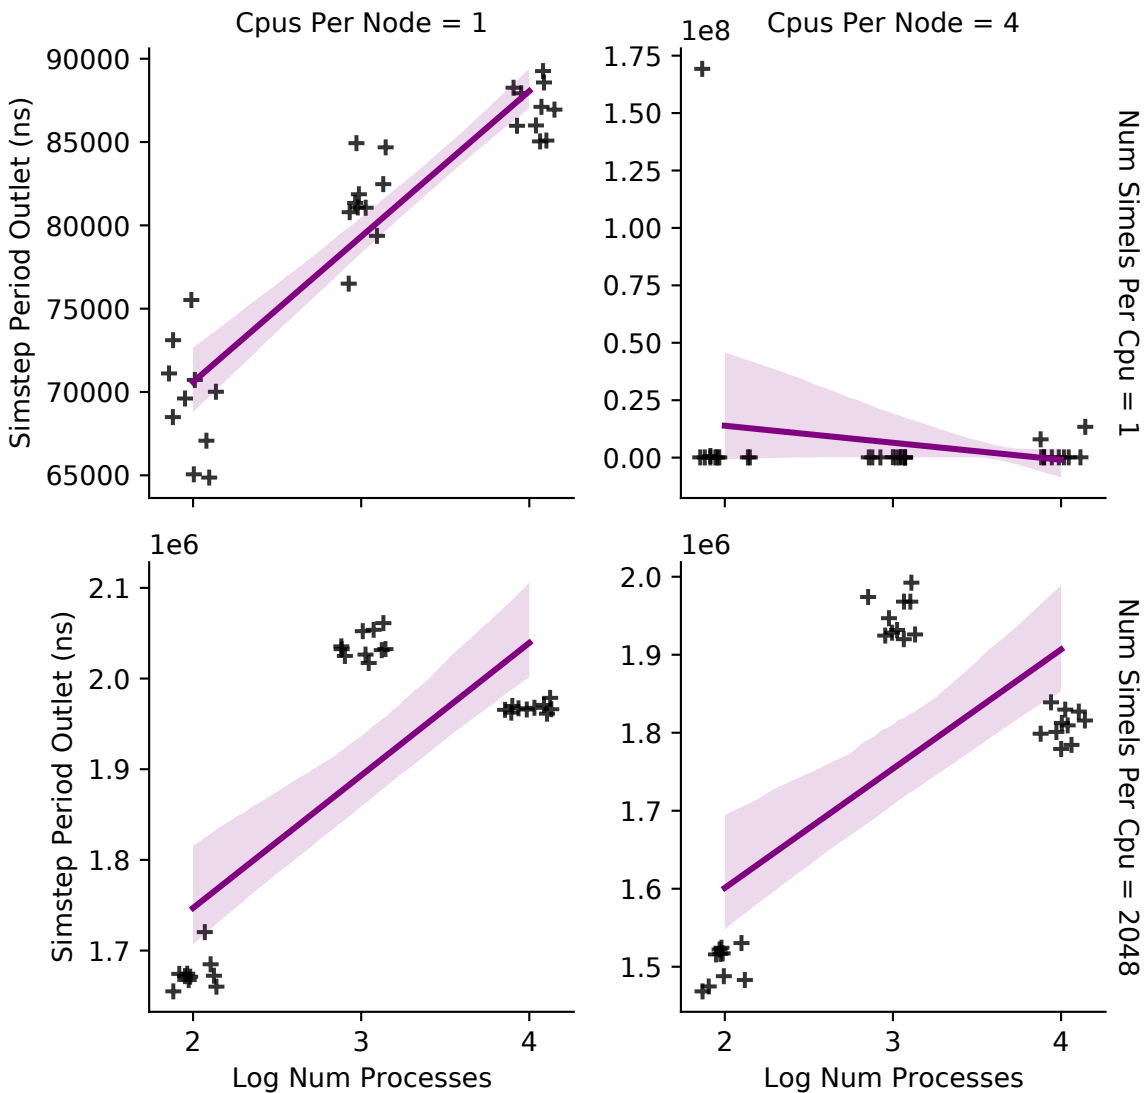 Cpus Per Node = 1
Cpus Per Node = 4
1e8
90000
85000
80000
75000
70000
65000
Simstep Period Outlet (ns)
1.75
1.50
1.25
1.00
0.75
0.50
0.25
0.00
Num Simels Per Cpu = 1
1e6
2.1
2.0
1.9
1.8
1.7
Simstep Period Outlet (ns)
2
3
4
Log Num Processes
1e6
2.0
1.9
1.8
1.7
1.6
1.5
2
3
4
Log Num Processes
Num Simels Per Cpu = 2048